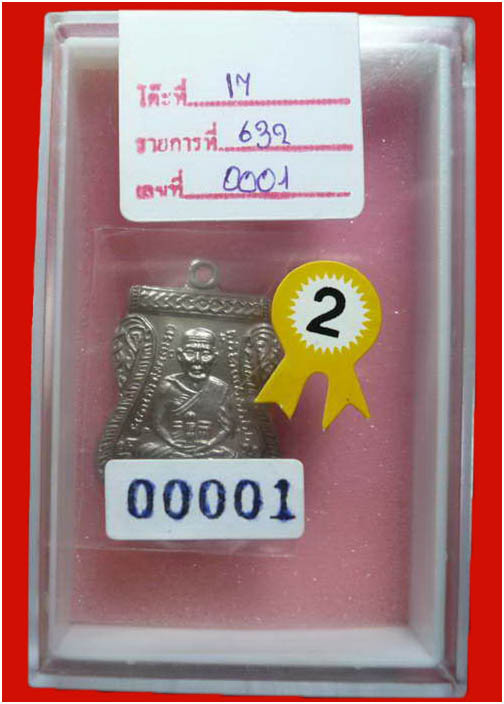 โต๊ะที่ 17
รายการที่ 632
เลขที่ 0001
2
00001